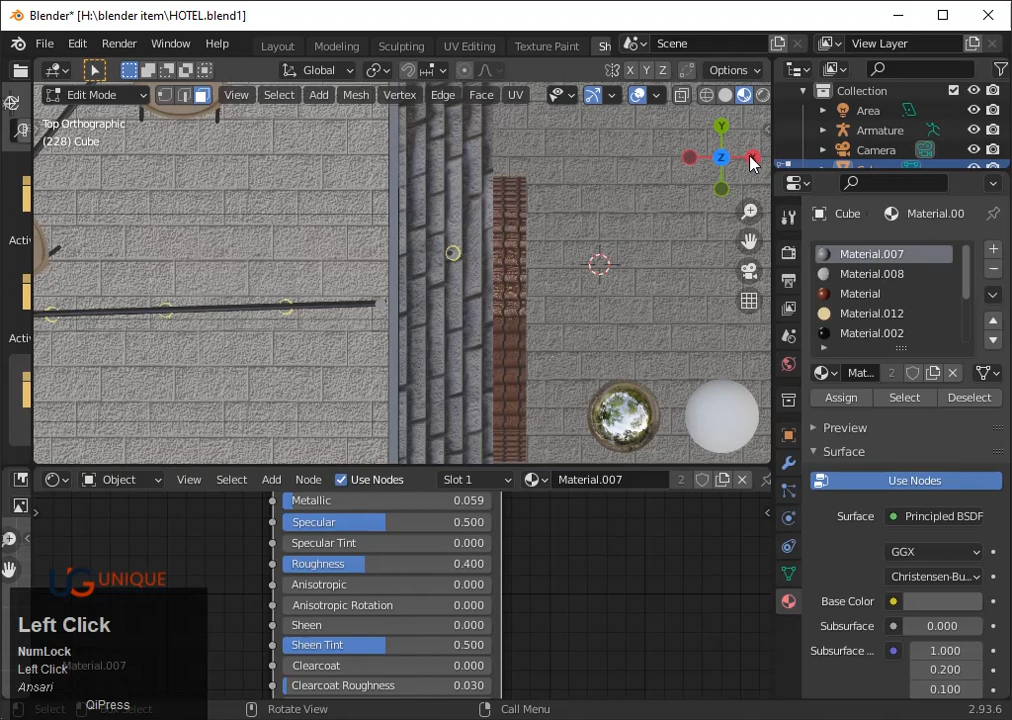 Blender* [H:\blender item\HOTEL.blend1]
File Edit Render Window Help Layout Modeling Sculpting UV Editing Texture Paint Sh Scene View Layer
Global X Y Z Options
Edit Mode View Select Add Mesh Vertex Edge Face UV
Top Orthographic
(228) Cube
Y
Z
Collection
Area
Armature
Camera
Cube Material.00
Material.007
Material.008
Material
Material.012
Material.002
Mat... 2
Assign Select Deselect
Preview
Surface
Use Nodes
Surface Principled BSDF
GGX
Christensen-Bu...
Base Color
Subsurface 0.000
Subsurface ... 1.000
0.200
0.100
Activ
Activ
Object View Select Add Node Use Nodes Slot 1 Material.007 2
Metallic 0.059
Specular 0.500
Specular Tint 0.000
Roughness 0.400
Anisotropic 0.000
Anisotropic Rotation 0.000
Sheen 0.000
Sheen Tint 0.500
Clearcoat 0.000
Clearcoat Roughness 0.030
UG UNIQUE
Left Click
NumLock
Left Click
Material.007
Ansari
QiPress
Select Box Select Rotate View Call Menu 2.93.6